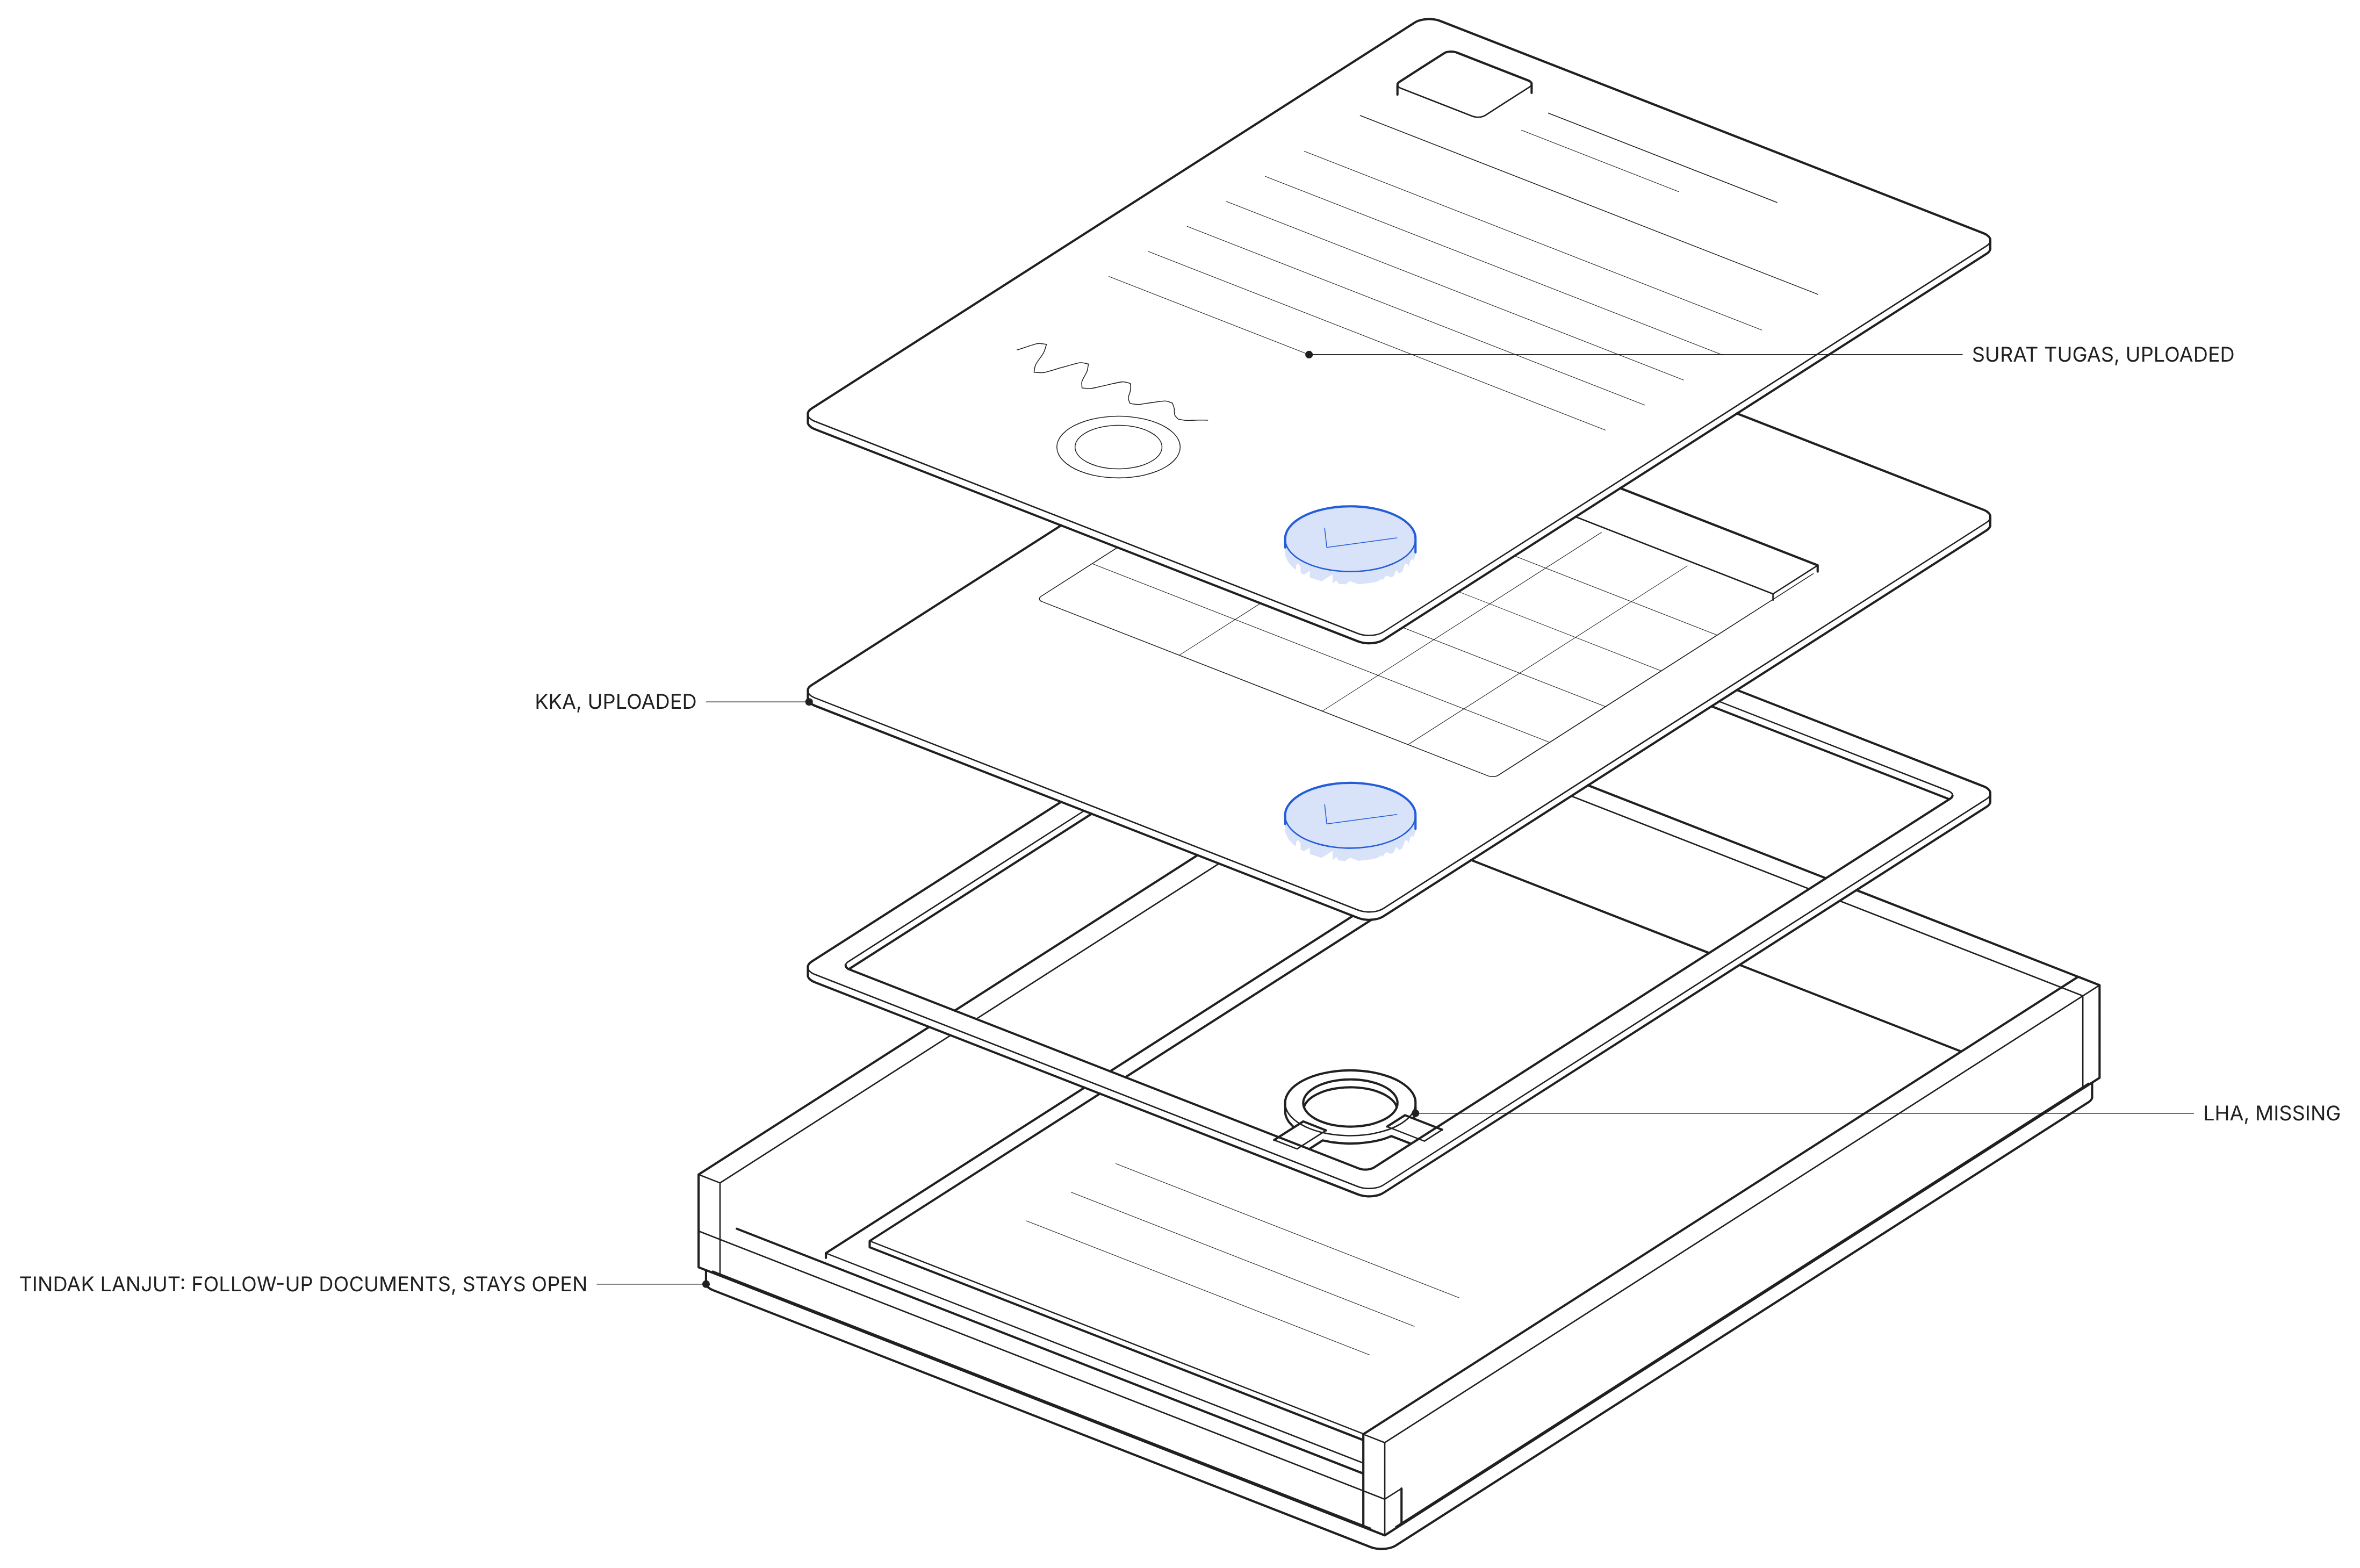 SURAT TUGAS, UPLOADED
KKA, UPLOADED
LHA, MISSING
TINDAK LANJUT: FOLLOW-UP DOCUMENTS, STAYS OPEN